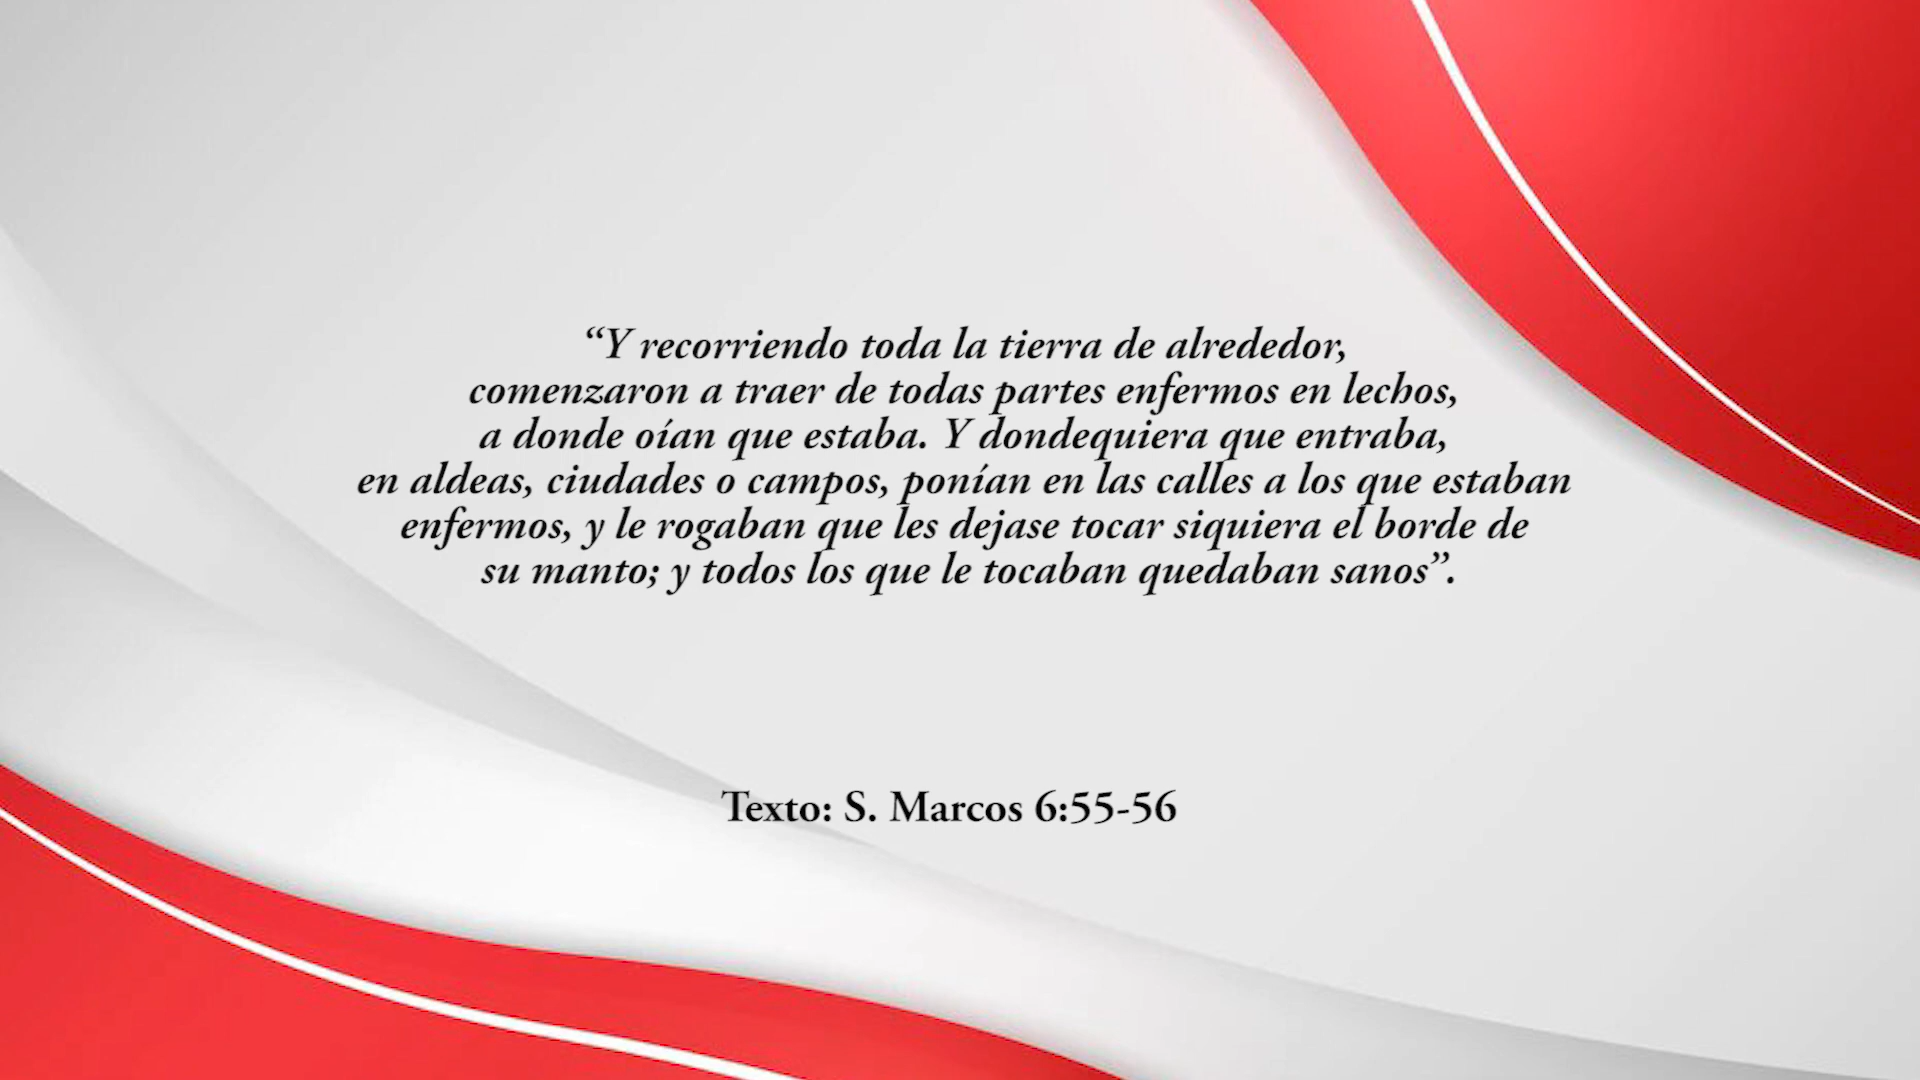 “Y recorriendo toda la tierra de alrededor,
comenzaron a traer de todas partes enfermos en lechos,
a donde oían que estaba. Y dondequiera que entraba,
en aldeas, ciudades o campos, ponían en las calles a los que estaban
enfermos, y le rogaban que les dejase tocar siquiera el borde de
su manto; y todos los que le tocaban quedaban sanos”.
Texto: S. Marcos 6:55-56